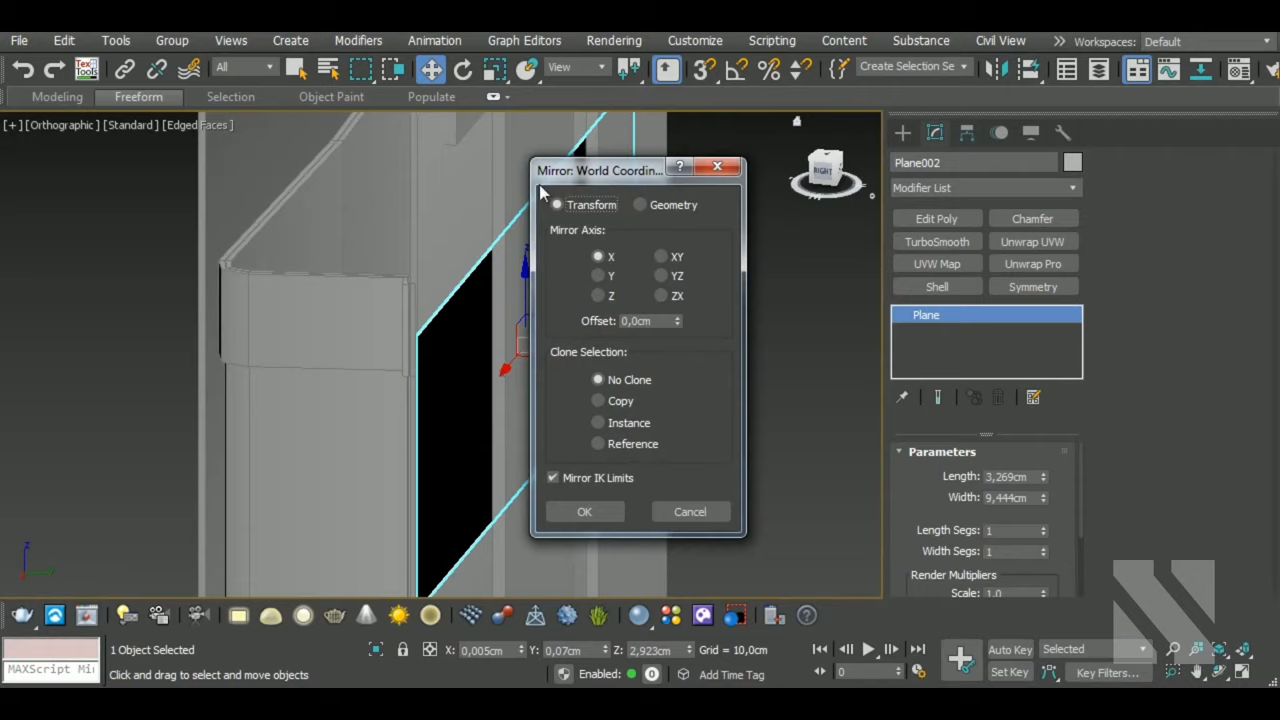 File Edit Tools Group Views Create Modifiers Animation Graph Editors Rendering Customize Scripting Content Substance Civil View Workspaces: Default
Tex Tools All View Create Selection Se
Modeling Freeform Selection Object Paint Populate
[+] [Orthographic ] [Standard ] [Edged Faces ]
RIGHT
Mirror: World Coordin...
Transform Geometry
Mirror Axis:
X XY
Y YZ
Z ZX
Offset: 0,0cm
Clone Selection:
No Clone
Copy
Instance
Reference
Mirror IK Limits
OK Cancel
Plane002
Modifier List
Edit Poly Chamfer
TurboSmooth Unwrap UVW
UVW Map Unwrap Pro
Shell Symmetry
Plane
Parameters
Length: 3,269cm
Width: 9,444cm
Length Segs: 1
Width Segs: 1
Render Multipliers
Scale: 1,0
z
1 Object Selected X: 0,005cm Y: 0,07cm Z: 2,923cm Grid = 10,0cm Auto Key Selected
MAXScript Mi Click and drag to select and move objects Enabled: 0 Add Time Tag 0 Set Key Key Filters...